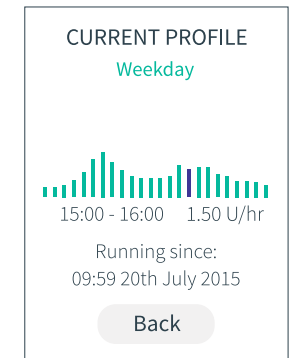 CURRENT PROFILE
Weekday
15:00 - 16:00 1.50 U/hr
Running since:
09:59 20th July 2015
Back